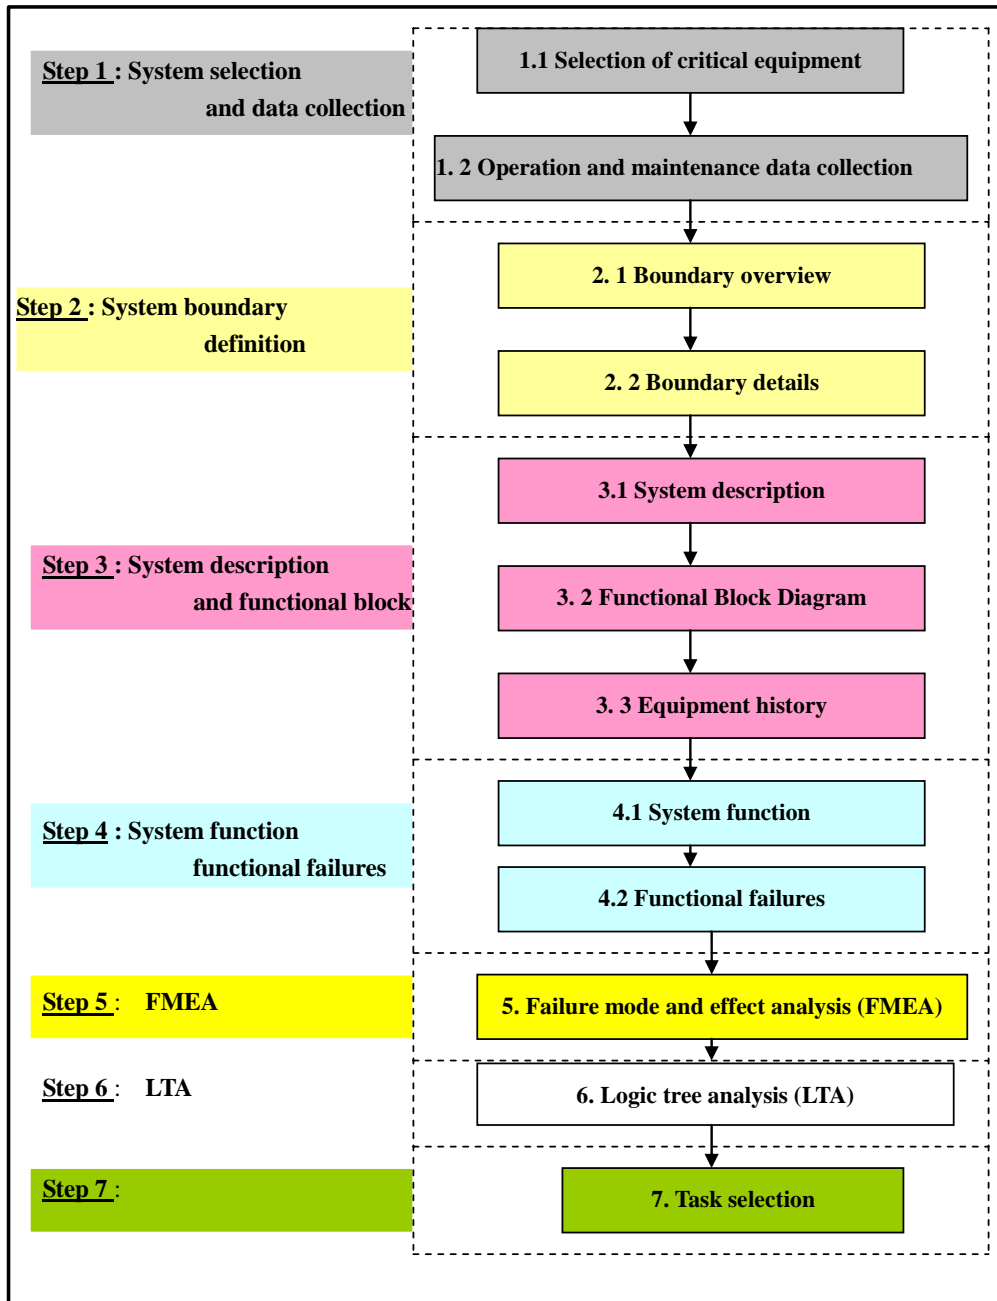 Step 1 : System selection
and data collection
1.1 Selection of critical equipment
1. 2 Operation and maintenance data collection
Step 2 : System boundary
definition
2. 1 Boundary overview
2. 2 Boundary details
Step 3 : System description
and functional block
3.1 System description
3. 2 Functional Block Diagram
3. 3 Equipment history
Step 4 : System function
functional failures
4.1 System function
4.2 Functional failures
Step 5 : FMEA
5. Failure mode and effect analysis (FMEA)
Step 6 : LTA
6. Logic tree analysis (LTA)
Step 7 :
7. Task selection